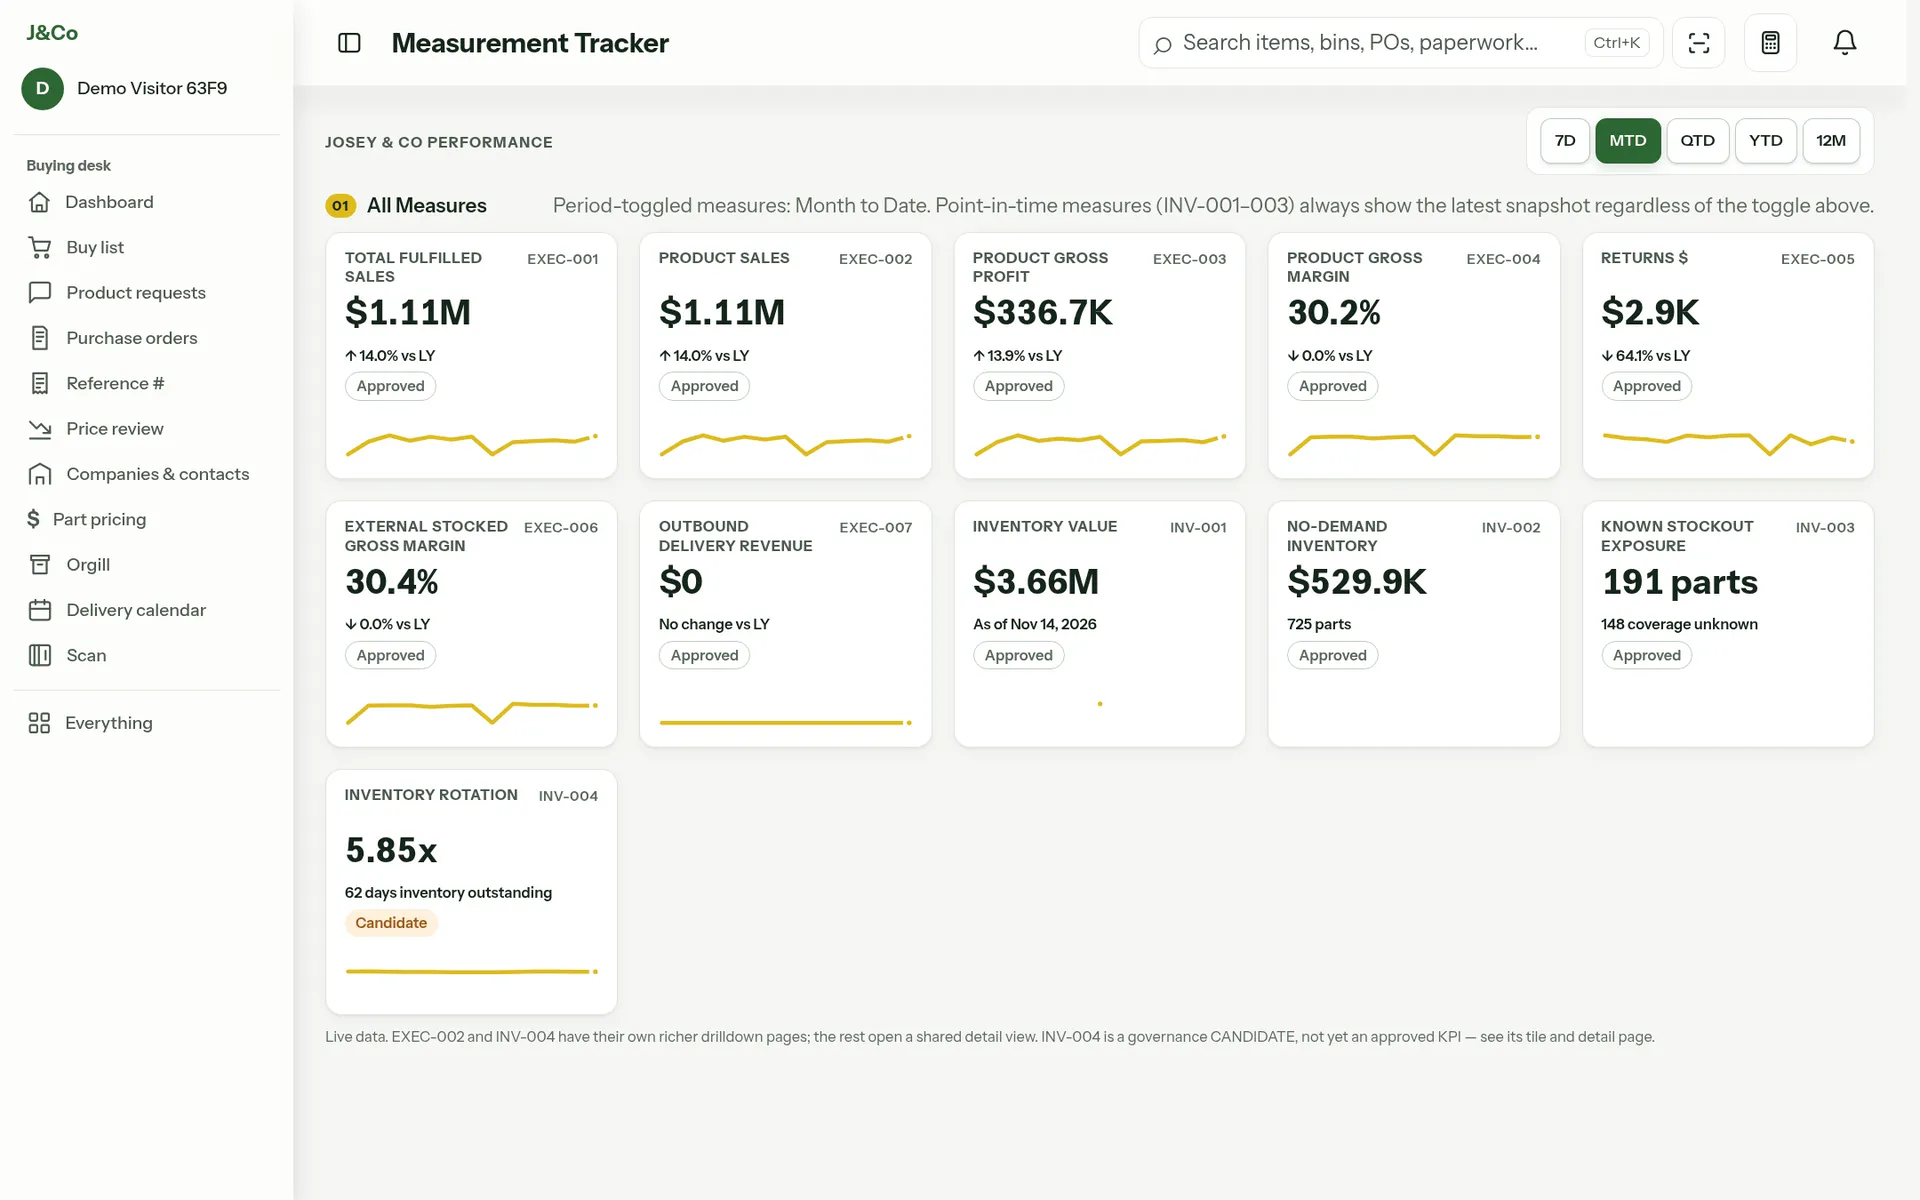 J&Co
D
Demo Visitor 63F9
Buying desk
Dashboard
Buy list
Product requests
Purchase orders
Reference #
Price review
Companies & contacts
$ Part pricing
Orgill
Delivery calendar
Scan
Everything
Measurement Tracker
Search items, bins, POs, paperwork...
Ctrl+K
JOSEY & CO PERFORMANCE
7D
MTD
QTD
YTD
12M
01 All Measures
Period-toggled measures: Month to Date. Point-in-time measures (INV-001–003) always show the latest snapshot regardless of the toggle above.
TOTAL FULFILLED SALES
EXEC-001
$1.11M
↑ 14.0% vs LY
Approved
PRODUCT SALES
EXEC-002
$1.11M
↑ 14.0% vs LY
Approved
PRODUCT GROSS PROFIT
EXEC-003
$336.7K
↑ 13.9% vs LY
Approved
PRODUCT GROSS MARGIN
EXEC-004
30.2%
↓ 0.0% vs LY
Approved
RETURNS $
EXEC-005
$2.9K
↓ 64.1% vs LY
Approved
EXTERNAL STOCKED GROSS MARGIN
EXEC-006
30.4%
↓ 0.0% vs LY
Approved
OUTBOUND DELIVERY REVENUE
EXEC-007
$0
No change vs LY
Approved
INVENTORY VALUE
INV-001
$3.66M
As of Nov 14, 2026
Approved
NO-DEMAND INVENTORY
INV-002
$529.9K
725 parts
Approved
KNOWN STOCKOUT EXPOSURE
INV-003
191 parts
148 coverage unknown
Approved
INVENTORY ROTATION
INV-004
5.85x
62 days inventory outstanding
Candidate
Live data. EXEC-002 and INV-004 have their own richer drilldown pages; the rest open a shared detail view. INV-004 is a governance CANDIDATE, not yet an approved KPI — see its tile and detail page.